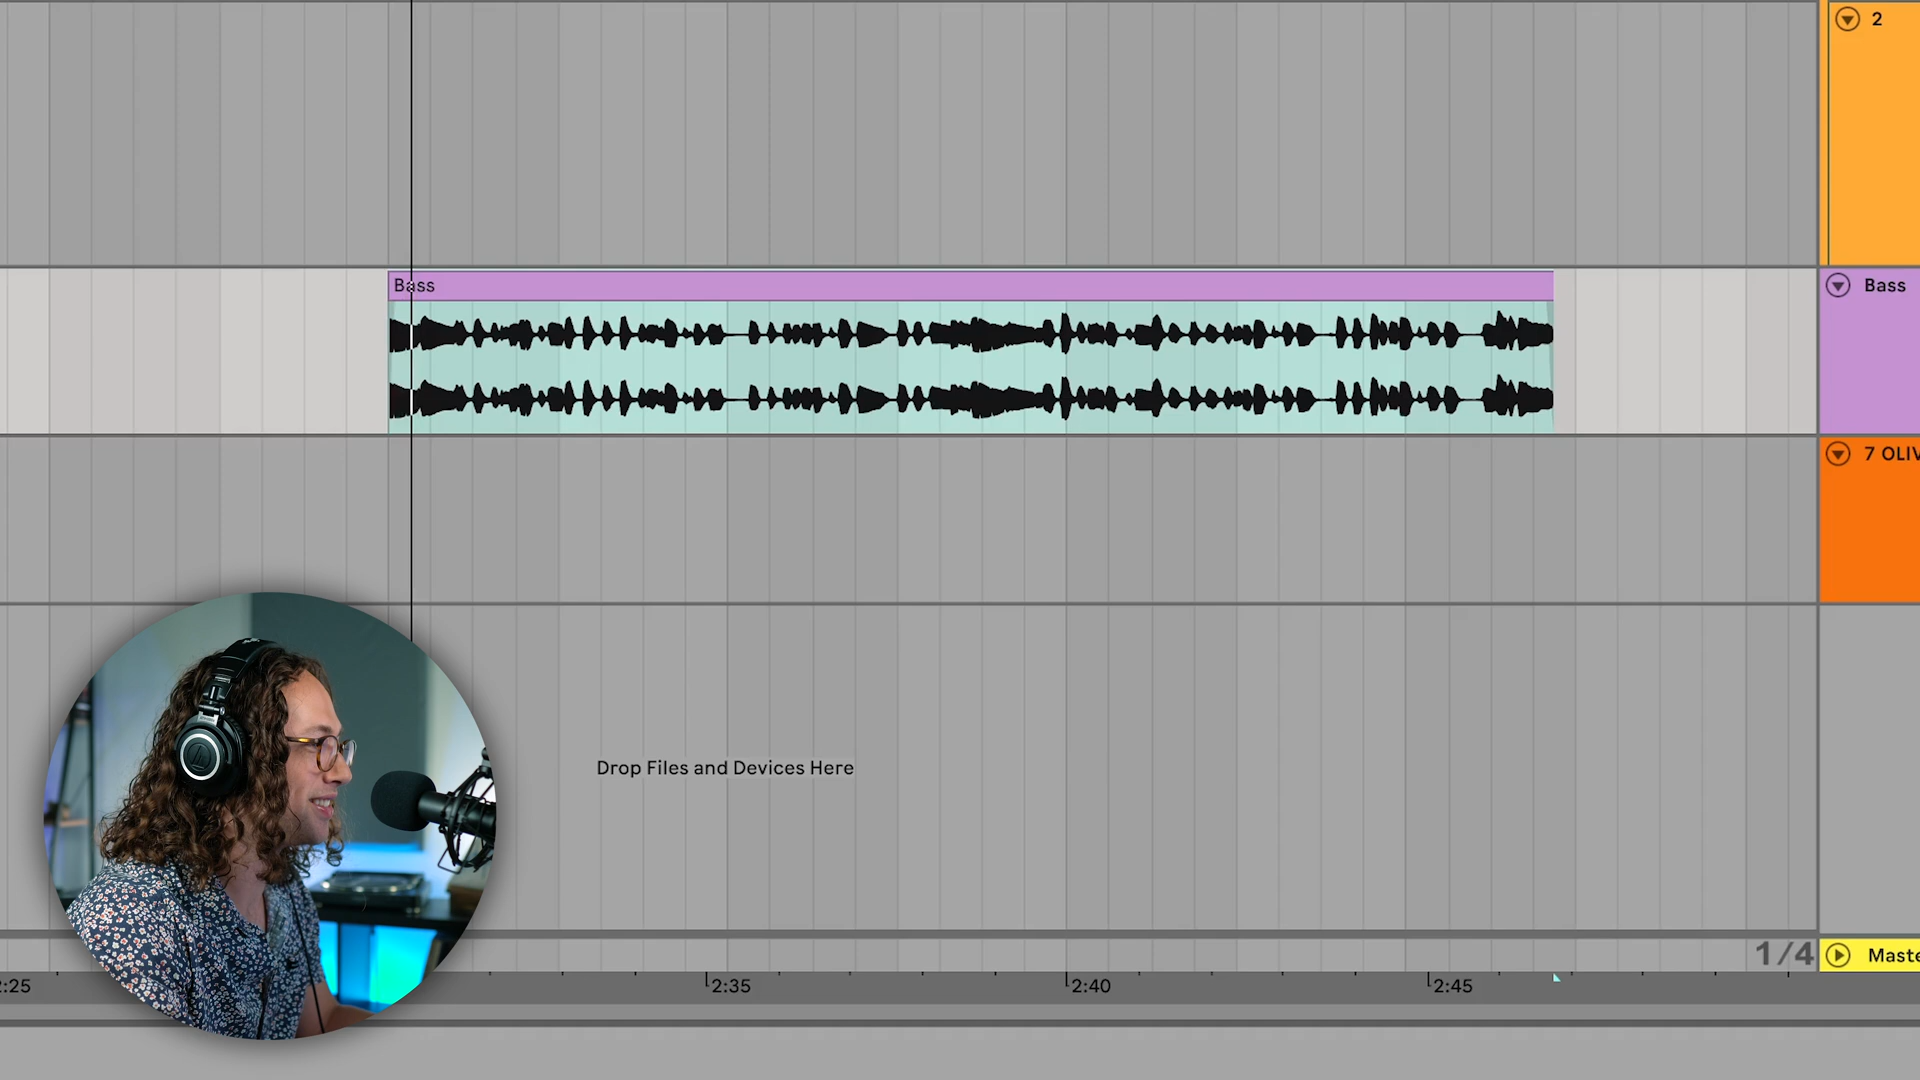 2
Bass
Bass
7 OLIV
Drop Files and Devices Here
1/4
Maste
:25
2:35
2:40
2:45